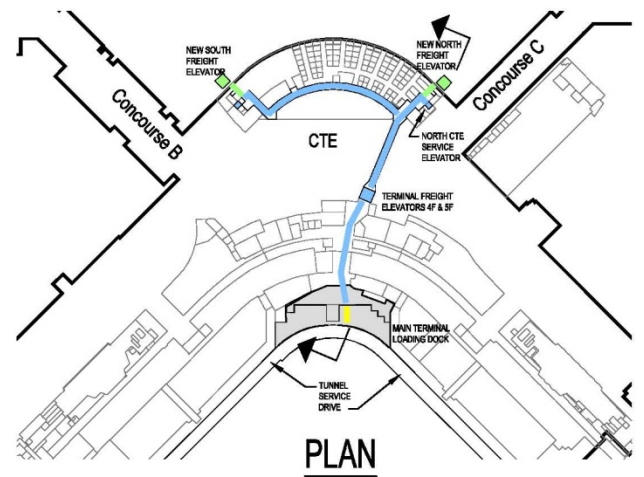 NEW SOUTH
FREIGHT
ELEVATOR
NEW NORTH
FREIGHT
ELEVATOR
Concourse B
Concourse C
CTE
NORTH CTE
SERVICE
ELEVATOR
TERMINAL FREIGHT
ELEVATORS 4F & 5F
MAIN TERMINAL
LOADING DOCK
TUNNEL
SERVICE
DRIVE
PLAN